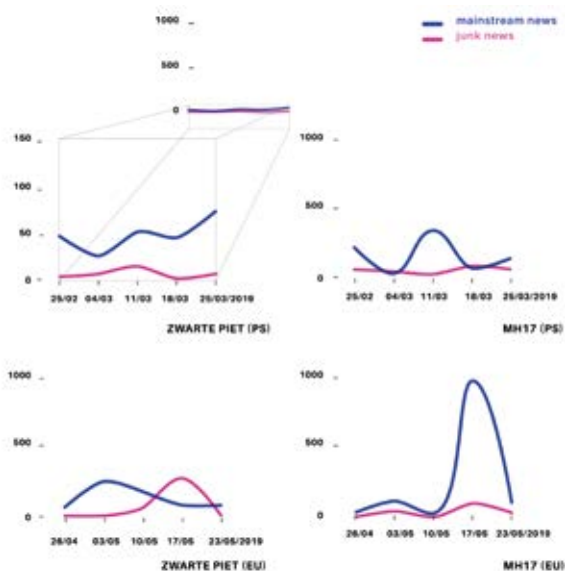 mainstream news
junk news
1000
500
0
150
100
50
0
25/02 04/03 11/03 18/03 25/03/2019
ZWARTE PIET (PS)
1000
500
0
25/02 04/03 11/03 18/03 25/03/2019
MH17 (PS)
1000
500
0
26/04 03/05 10/05 17/05 23/05/2019
ZWARTE PIET (EU)
1000
500
0
26/04 03/05 10/05 17/05 23/05/2019
MH17 (EU)